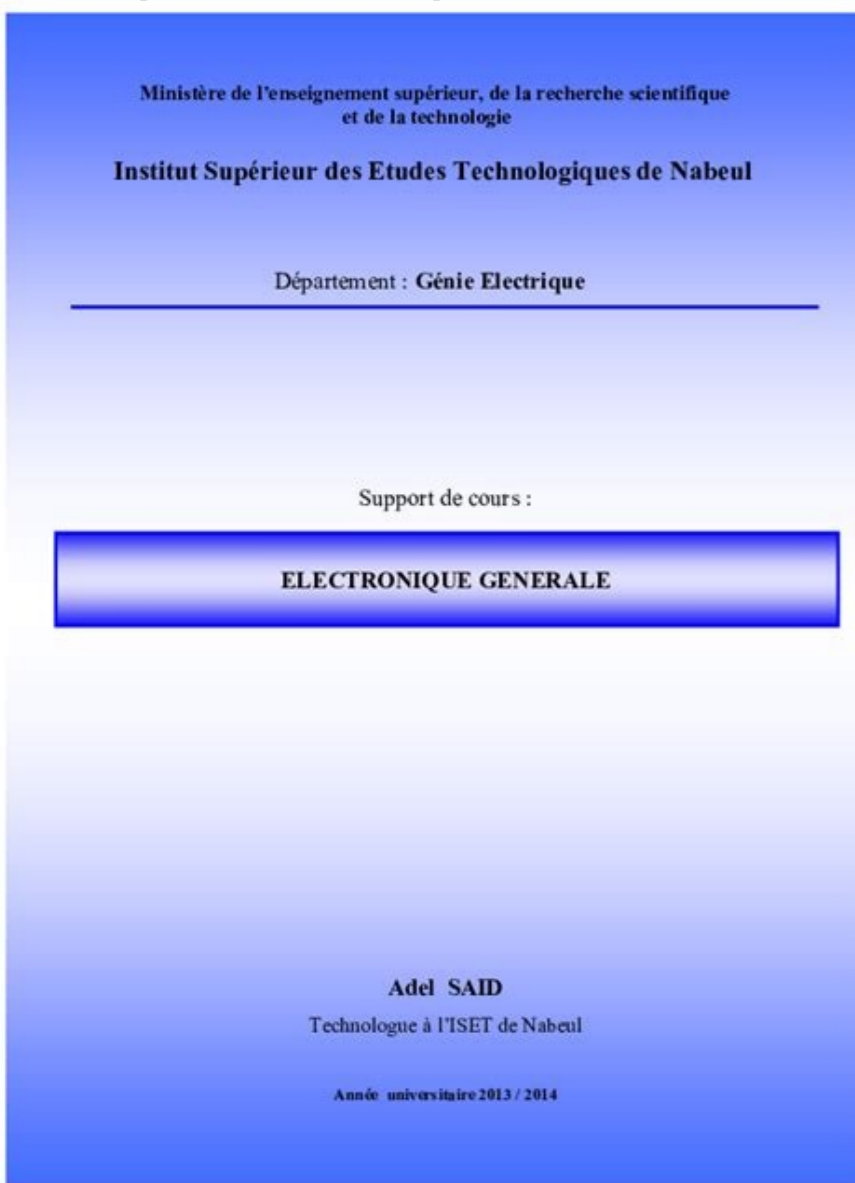 Ministère de l'enseignement supérieur, de la recherche scientifique
et de la technologie
Institut Supérieur des Etudes Technologiques de Nabeul
Département : Génie Electrique
Support de cours :
ELECTRONIQUE GENERALE
Adel SAID
Technologue à l'ISET de Nabeul
Année universitaire 2013 / 2014